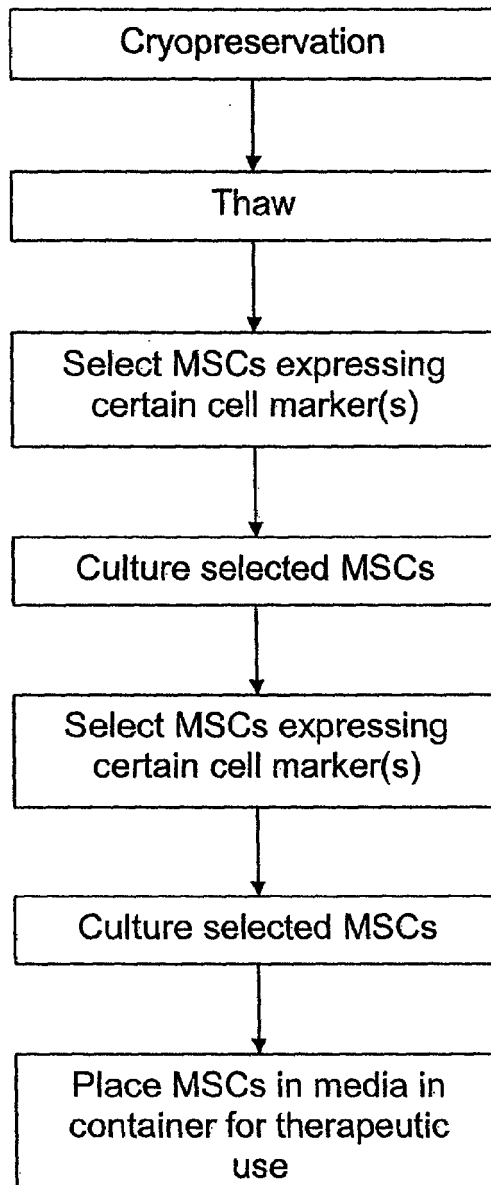 Cryopreservation
Thaw
Select MSCs expressing
certain cell marker(s)
Culture selected MSCs
Select MSCs expressing
certain cell marker(s)
Culture selected MSCs
Place MSCs in media in
container for therapeutic
use